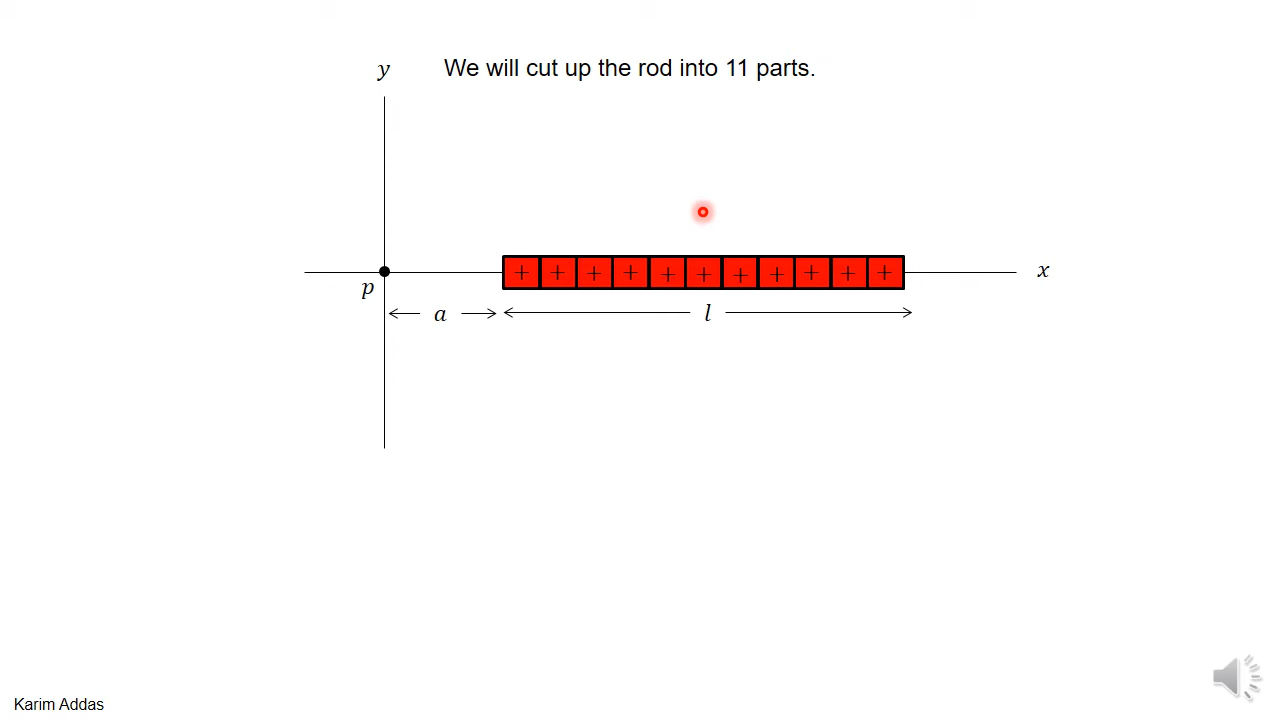 y
We will cut up the rod into 11 parts.
+ + + + + + + + + + +
x
p
a
l
Karim Addas